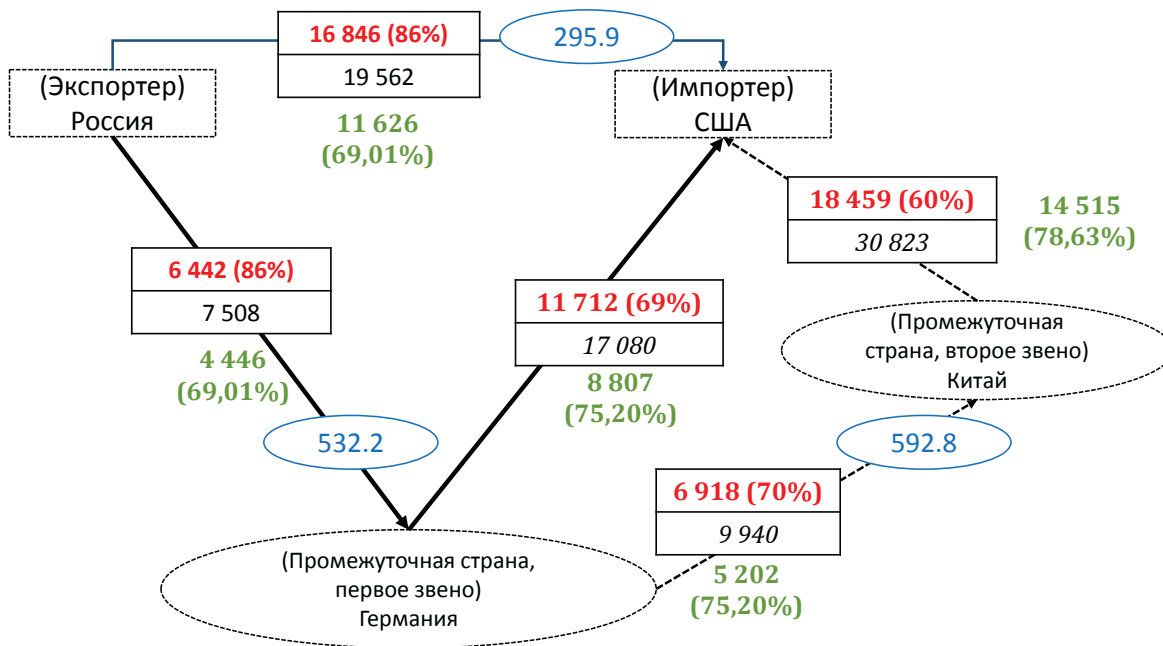 16 846 (86%)
19 562
295.9
(Экспортер)
Россия
(Импортер)
США
11 626
(69,01%)
18 459 (60%)
30 823
14 515
(78,63%)
6 442 (86%)
7 508
11 712 (69%)
17 080
(Промежуточная
страна, второе звено)
Китай
4 446
(69,01%)
8 807
(75,20%)
532.2
592.8
6 918 (70%)
9 940
(Промежуточная страна,
первое звено)
Германия
5 202
(75,20%)